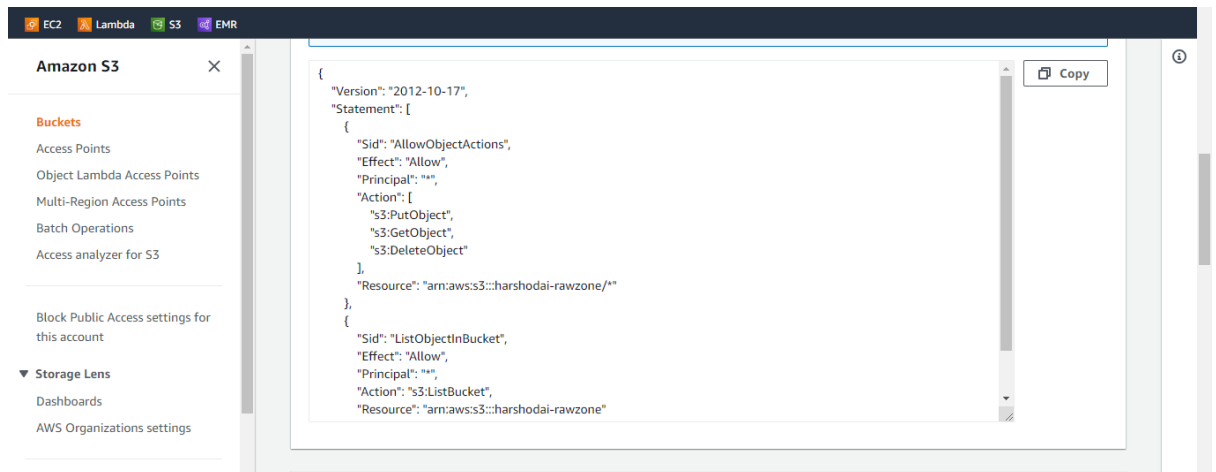 EC2 Lambda S3 EMR
Amazon S3
Buckets
Access Points
Object Lambda Access Points
Multi-Region Access Points
Batch Operations
Access analyzer for S3
Block Public Access settings for
this account
Storage Lens
Dashboards
AWS Organizations settings
{
"Version": "2012-10-17",
"Statement": [
{
"Sid": "AllowObjectActions",
"Effect": "Allow",
"Principal": "*",
"Action": [
"s3:PutObject",
"s3:GetObject",
"s3:DeleteObject"
],
"Resource": "arn:aws:s3:::harshodai-rawzone/*"
},
{
"Sid": "ListObjectInBucket",
"Effect": "Allow",
"Principal": "*",
"Action": "s3:ListBucket",
"Resource": "arn:aws:s3:::harshodai-rawzone"
Copy